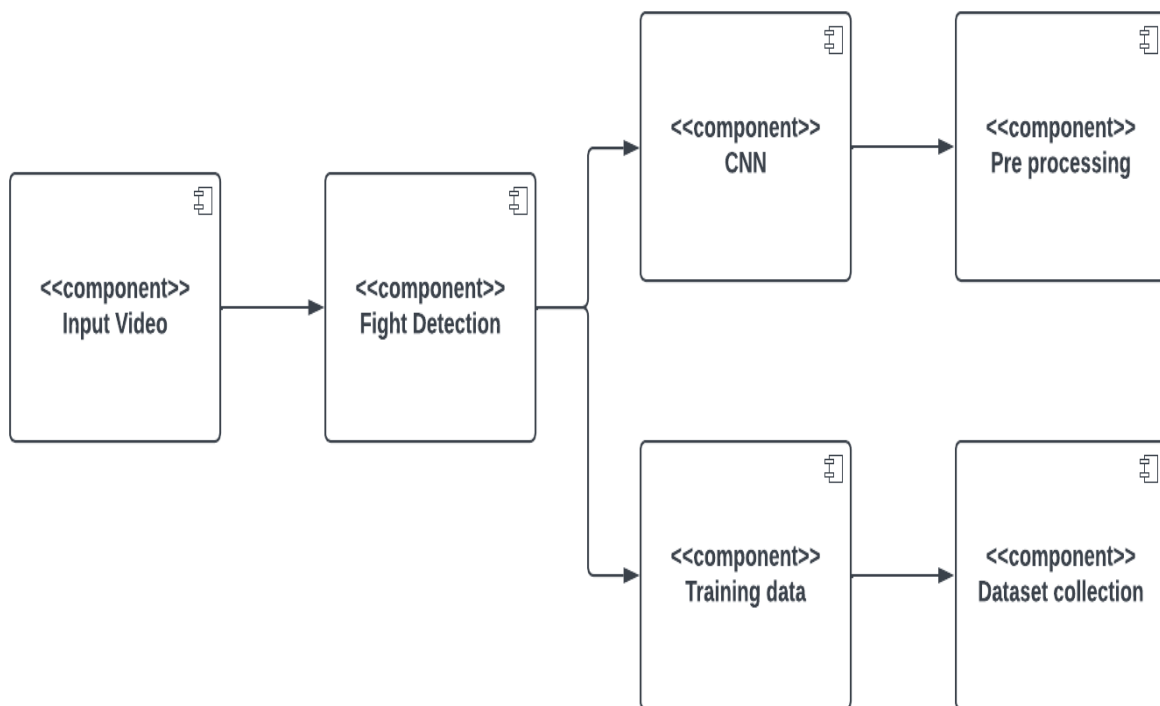 <<component>>
Input Video
<<component>>
Fight Detection
<<component>>
CNN
<<component>>
Pre processing
<<component>>
Training data
<<component>>
Dataset collection